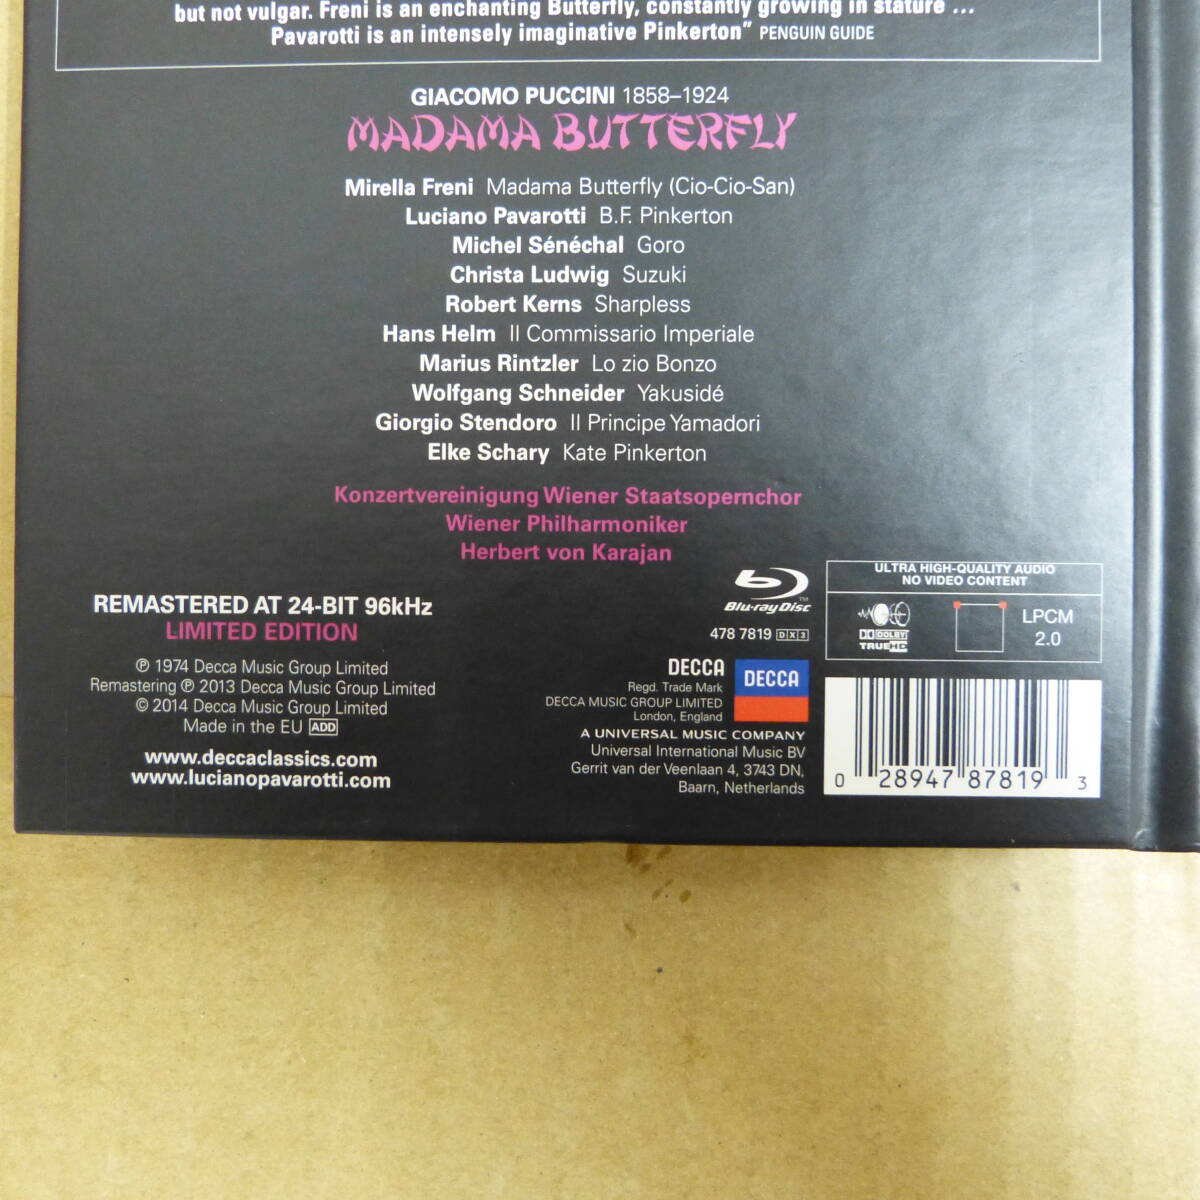 but not vulgar. Freni is an enchanting Butterfly, constantly growing in stature ...
Pavarotti is an intensely imaginative Pinkerton” PENGUIN GUIDE
GIACOMO PUCCINI 1858–1924
MADAMA BUTTERFLY
Mirella Freni Madama Butterfly (Cio-Cio-San)
Luciano Pavarotti B.F. Pinkerton
Michel Sénéchal Goro
Christa Ludwig Suzuki
Robert Kerns Sharpless
Hans Helm Il Commissario Imperiale
Marius Rintzler Lo zio Bonzo
Wolfgang Schneider Yakusidé
Giorgio Stendoro Il Principe Yamadori
Elke Schary Kate Pinkerton
Konzertvereinigung Wiener Staatsopernchor
Wiener Philharmoniker
Herbert von Karajan
REMASTERED AT 24-BIT 96kHz
LIMITED EDITION
℗ 1974 Decca Music Group Limited
Remastering ℗ 2013 Decca Music Group Limited
© 2014 Decca Music Group Limited
Made in the EU ADD
www.deccaclassics.com
www.lucianopavarotti.com
Blu-ray Disc™
478 7819 DX3
DECCA
Regd. Trade Mark
DECCA MUSIC GROUP LIMITED
London, England
DECCA
A UNIVERSAL MUSIC COMPANY
Universal International Music BV
Gerrit van der Veenlaan 4, 3743 DN,
Baarn, Netherlands
ULTRA HIGH-QUALITY AUDIO
NO VIDEO CONTENT
DOLBY
TRUEHD
LPCM
2.0
0 28947 87819 3